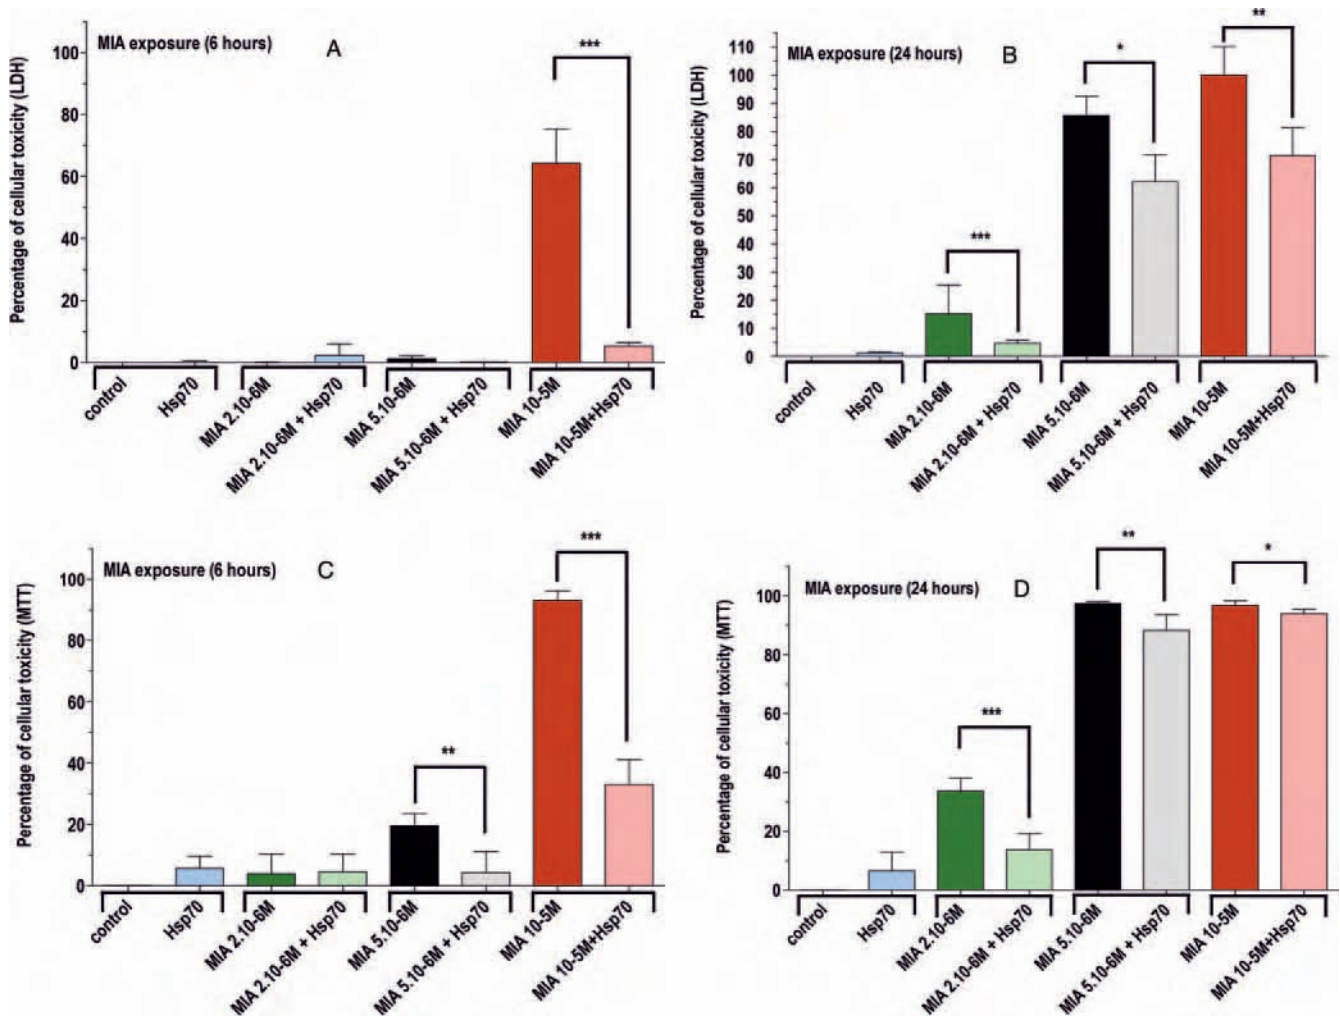 MIA exposure (6 hours)
A
***
Percentage of cellular toxicity (LDH)
100
80
60
40
20
0
control
Hsp70
MIA 2.10-6M
MIA 2.10-6M + Hsp70
MIA 5.10-6M
MIA 5.10-6M + Hsp70
MIA 10-5M
MIA 10-5M+Hsp70
MIA exposure (24 hours)
B
***
*
**
Percentage of cellular toxicity (LDH)
110
100
90
80
70
60
50
40
30
20
10
0
control
Hsp70
MIA 2.10-6M
MIA 2.10-6M + Hsp70
MIA 5.10-6M
MIA 5.10-6M + Hsp70
MIA 10-5M
MIA 10-5M+Hsp70
MIA exposure (6 hours)
C
**
***
Percentage of cellular toxicity (MTT)
100
80
60
40
20
0
control
Hsp70
MIA 2.10-6M
MIA 2.10-6M + Hsp70
MIA 5.10-6M
MIA 5.10-6M + Hsp70
MIA 10-5M
MIA 10-5M+Hsp70
MIA exposure (24 hours)
D
***
**
*
Percentage of cellular toxicity (MTT)
100
80
60
40
20
0
control
Hsp70
MIA 2.10-6M
MIA 2.10-6M + Hsp70
MIA 5.10-6M
MIA 5.10-6M + Hsp70
MIA 10-5M
MIA 10-5M+Hsp70